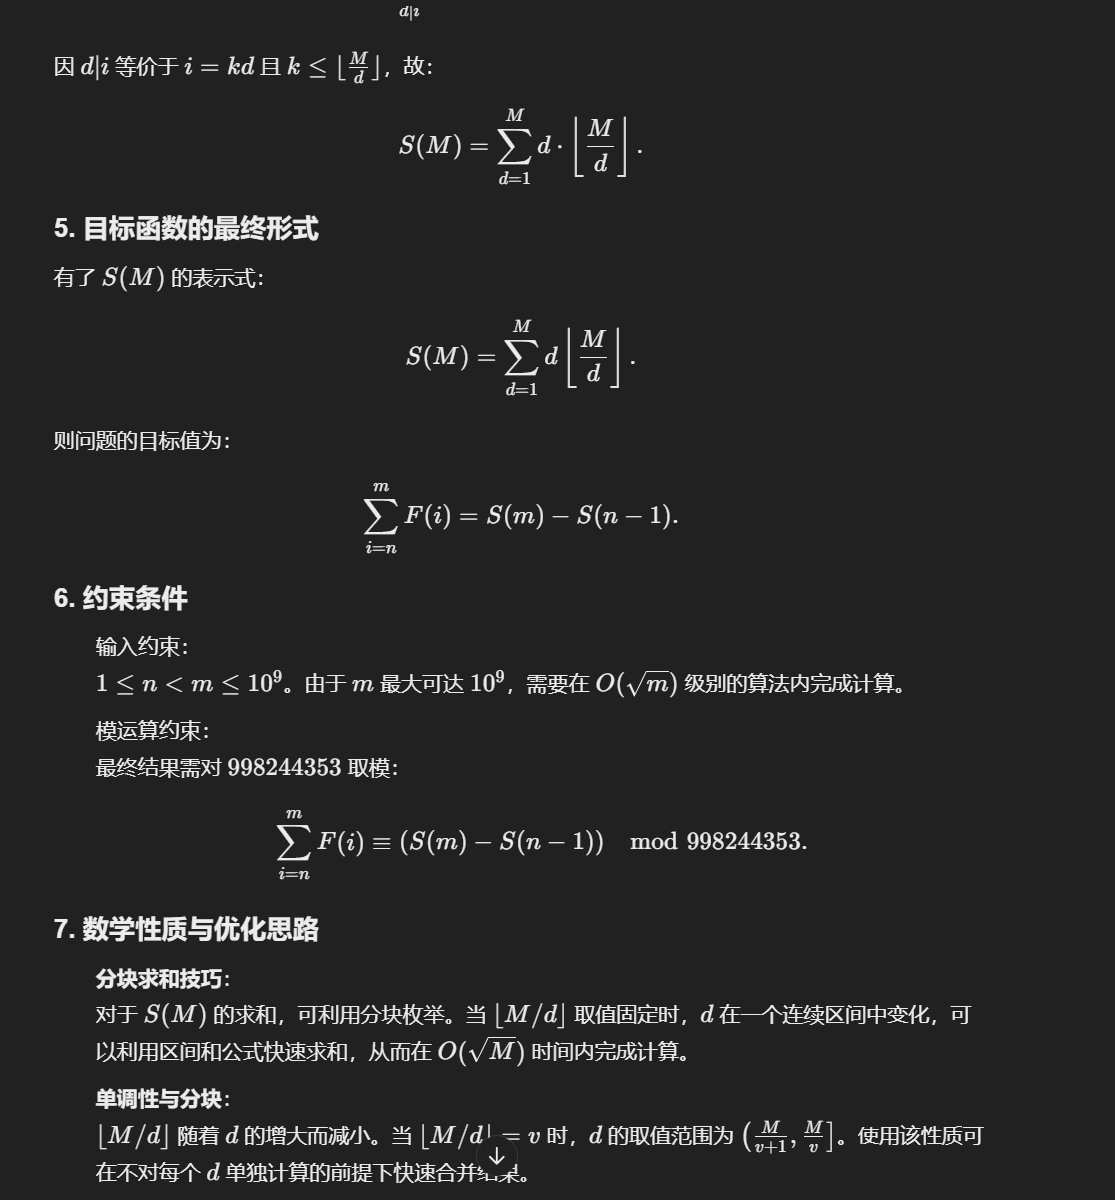 d|i
因 d|i 等价于 i = kd 且 k ≤ ⌊M/d⌋，故：
S(M) = ∑_{d=1}^{M} d · ⌊M/d⌋ .
5. 目标函数的最终形式
有了 S(M) 的表示式：
S(M) = ∑_{d=1}^{M} d ⌊M/d⌋ .
则问题的目标值为：
∑_{i=n}^{m} F(i) = S(m) − S(n − 1).
6. 约束条件
输入约束：
1 ≤ n < m ≤ 10^9。由于 m 最大可达 10^9，需要在 O(√m) 级别的算法内完成计算。
模运算约束：
最终结果需对 998244353 取模：
∑_{i=n}^{m} F(i) ≡ (S(m) − S(n − 1)) mod 998244353.
7. 数学性质与优化思路
分块求和技巧：
对于 S(M) 的求和，可利用分块枚举。当 ⌊M/d⌋ 取值固定时，d 在一个连续区间中变化，可
以利用区间和公式快速求和，从而在 O(√M) 时间内完成计算。
单调性与分块：
⌊M/d⌋ 随着 d 的增大而减小。当 ⌊M/d⌋ = v 时，d 的取值范围为 (M/(v+1), M/v]。使用该性质可
在不对每个 d 单独计算的前提下快速合并结果。